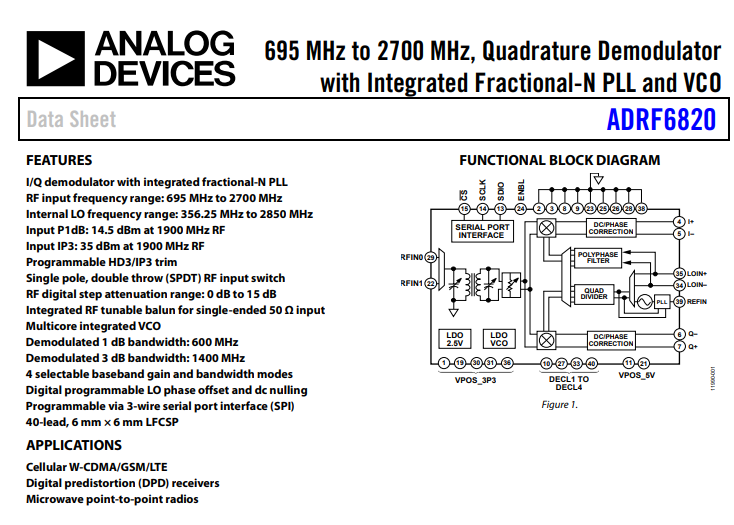 ANALOG
DEVICES
695 MHz to 2700 MHz, Quadrature Demodulator
with Integrated Fractional-N PLL and VCO
Data Sheet
ADRF6820
FEATURES
I/Q demodulator with integrated fractional-N PLL
RF input frequency range: 695 MHz to 2700 MHz
Internal LO frequency range: 356.25 MHz to 2850 MHz
Input P1dB: 14.5 dBm at 1900 MHz RF
Input IP3: 35 dBm at 1900 MHz RF
Programmable HD3/IP3 trim
Single pole, double throw (SPDT) RF input switch
RF digital step attenuation range: 0 dB to 15 dB
Integrated RF tunable balun for single-ended 50 Ω input
Multicore integrated VCO
Demodulated 1 dB bandwidth: 600 MHz
Demodulated 3 dB bandwidth: 1400 MHz
4 selectable baseband gain and bandwidth modes
Digital programmable LO phase offset and dc nulling
Programmable via 3-wire serial port interface (SPI)
40-lead, 6 mm × 6 mm LFCSP
APPLICATIONS
Cellular W-CDMA/GSM/LTE
Digital predistortion (DPD) receivers
Microwave point-to-point radios
FUNCTIONAL BLOCK DIAGRAM
CS
SCLK
SDIO
ENBL
15 14 13 24 2 3 8 9 23 25 26 28 38
SERIAL PORT
INTERFACE
DC/PHASE
CORRECTION
4 I+
5 I–
RFIN0 29
RFIN1 22
POLYPHASE
FILTER
QUAD
DIVIDER
35 LOIN+
34 LOIN–
PLL
39 REFIN
LDO
2.5V
LDO
VCO
DC/PHASE
CORRECTION
6 Q–
7 Q+
1 19 30 31 36 10 27 33 40 11 21
VPOS_3P3
DECL1 TO
DECL4
VPOS_5V
11990-001
Figure 1.